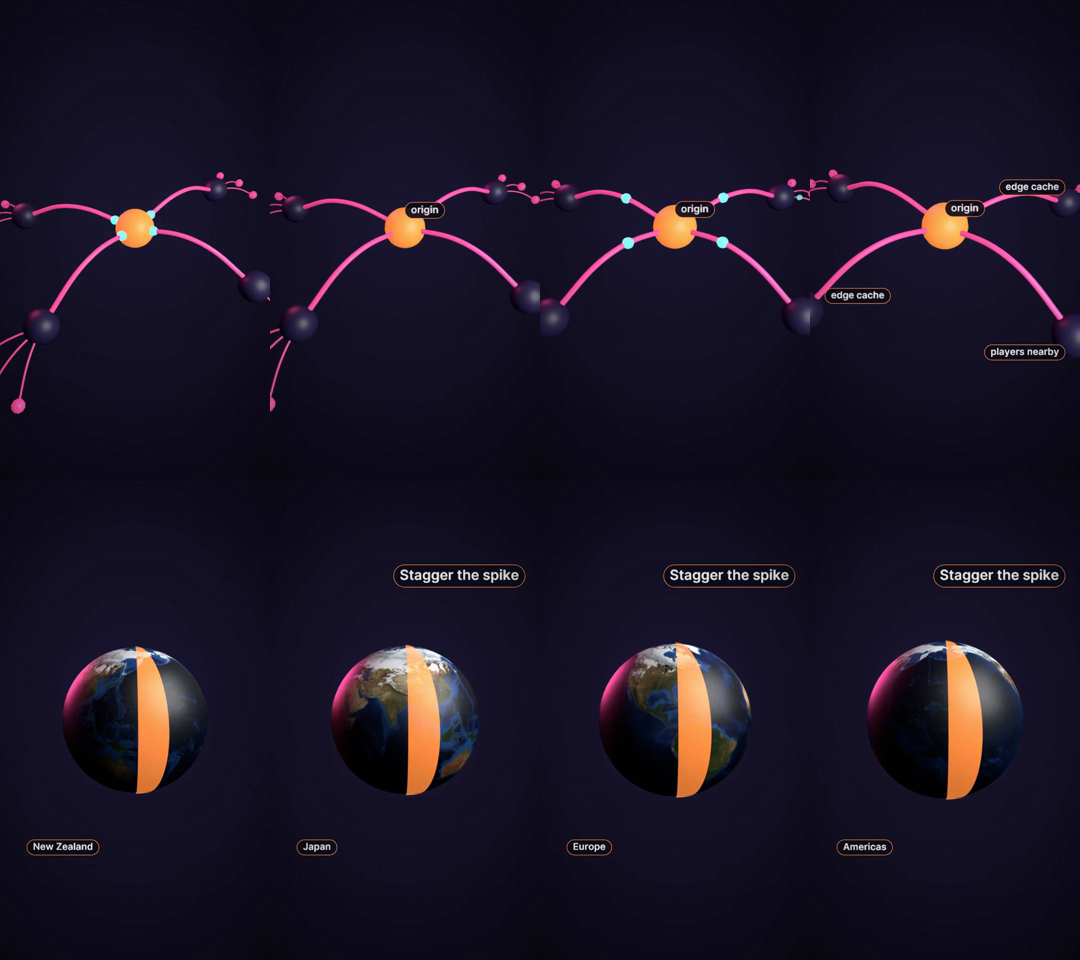 origin
origin
origin
edge cache
edge cache
players nearby
Stagger the spike
Stagger the spike
Stagger the spike
New Zealand
Japan
Europe
Americas